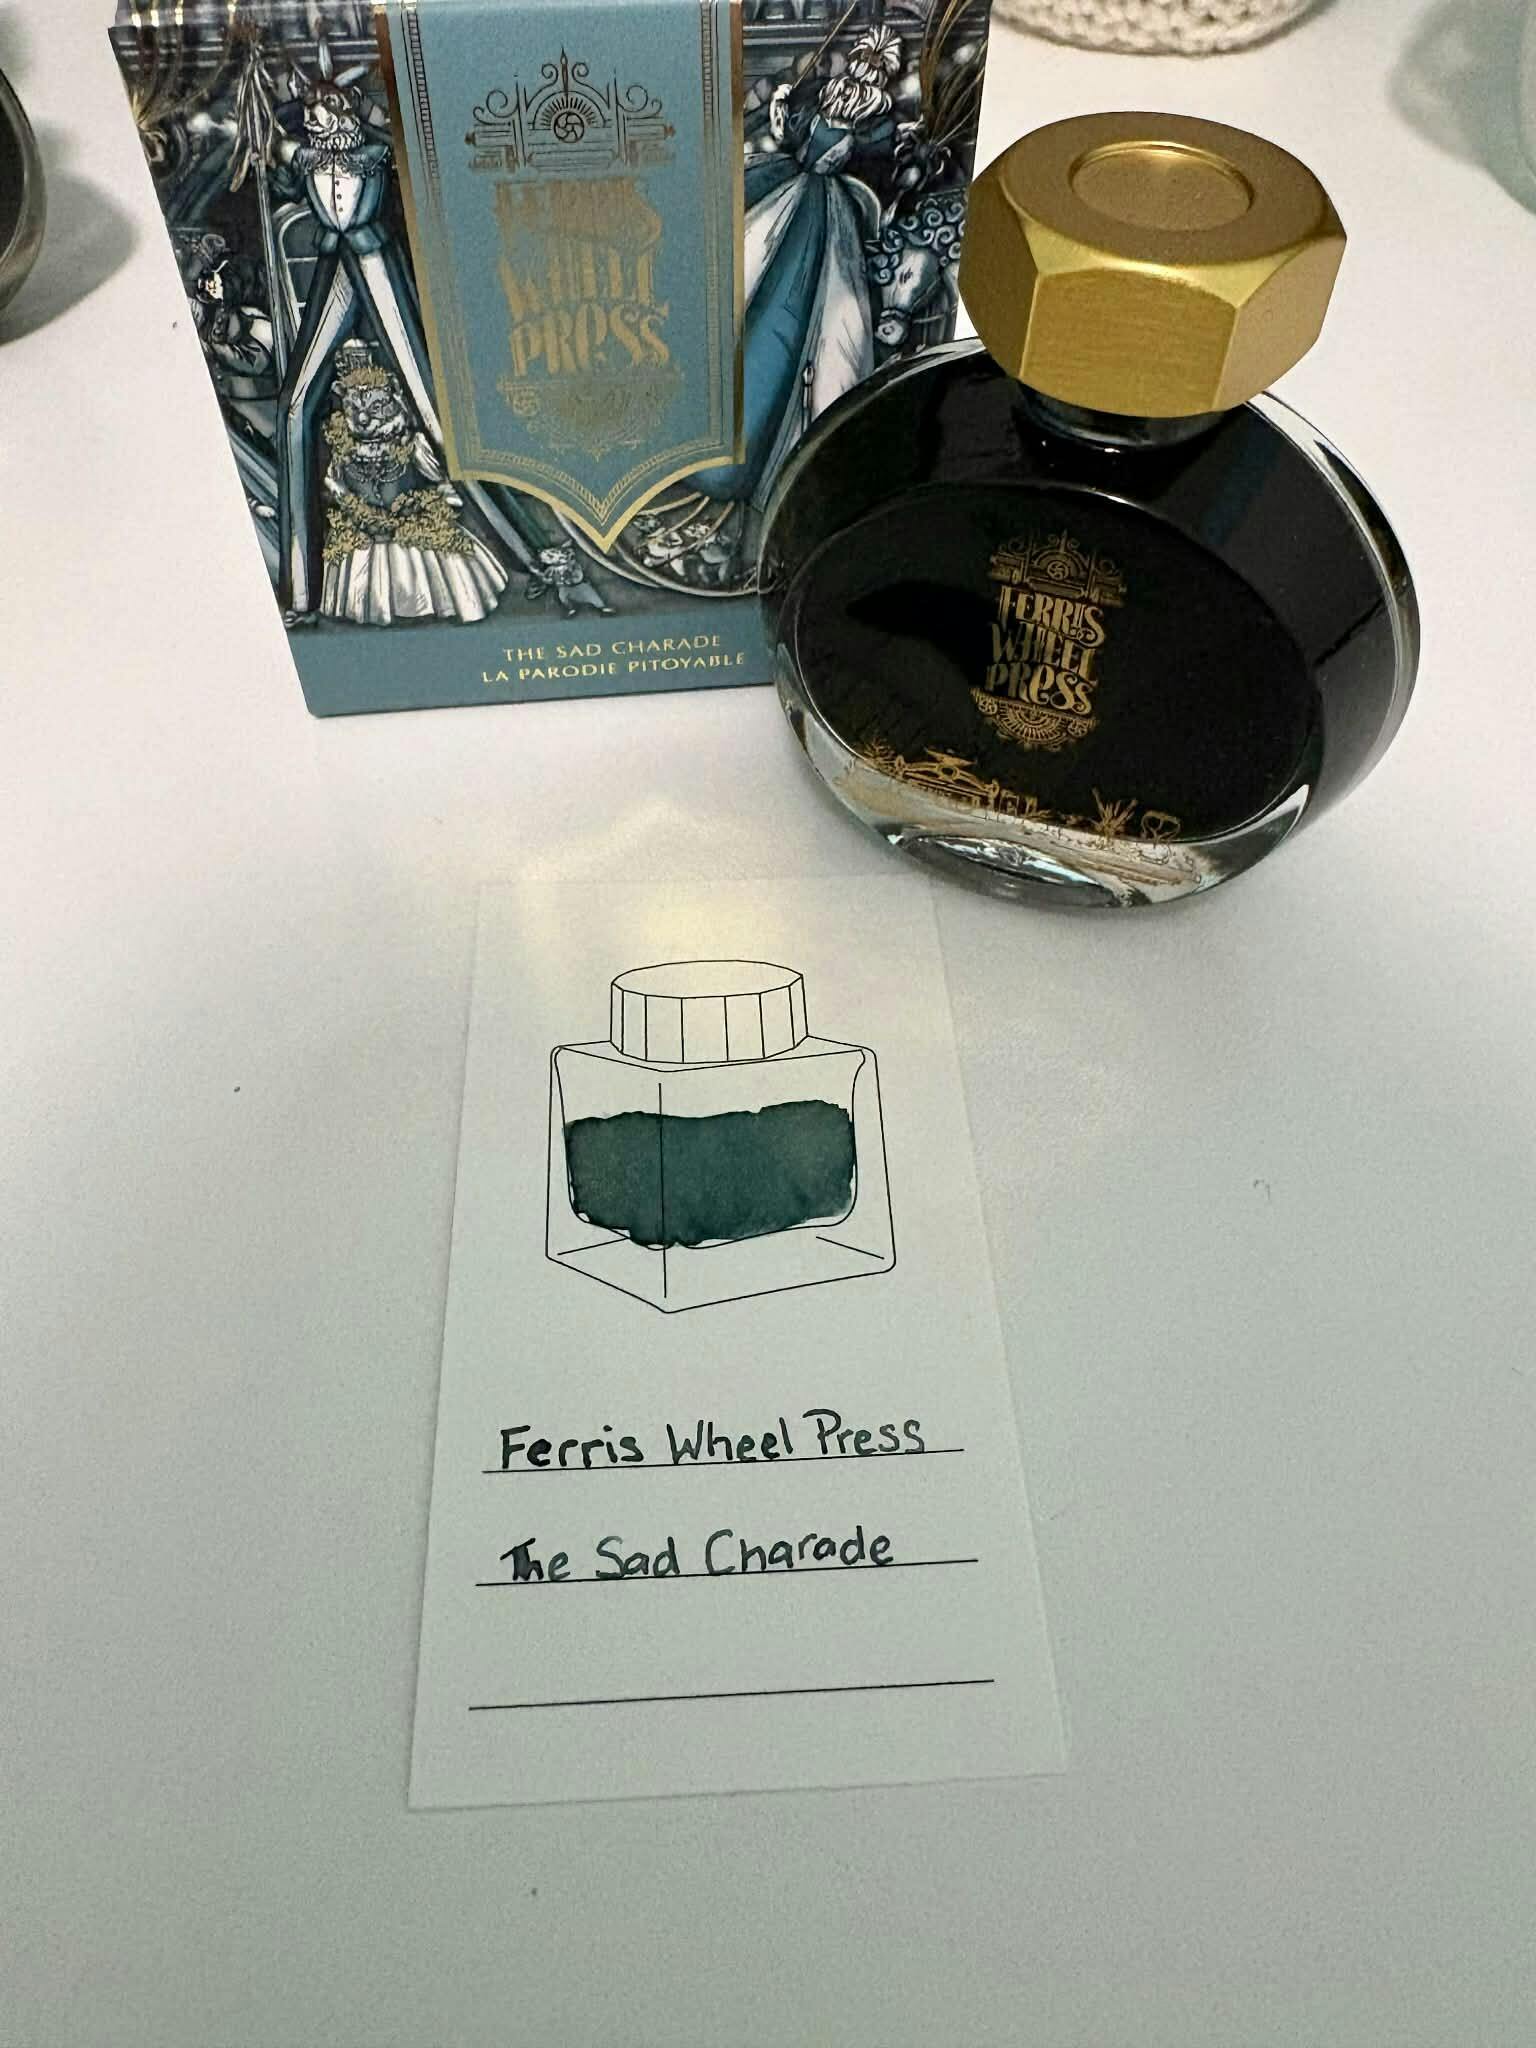 FERRIS
WHEEL
PRESS
THE SAD CHARADE
LA PARODIE PITOYABLE
FERRIS
WHEEL
PRESS
Ferris Wheel Press
The Sad Charade